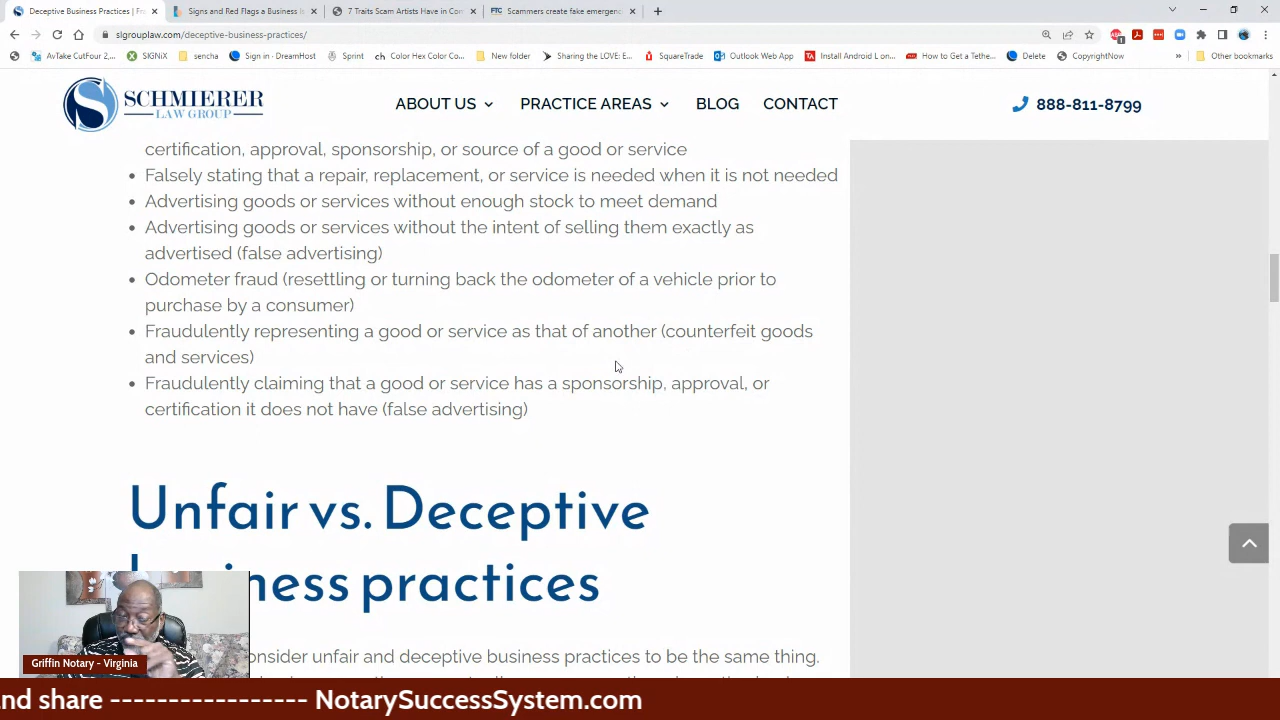 Deceptive Business Practices | Fr
Signs and Red Flags a Business is
7 Traits Scam Artists Have in Com
Scammers create fake emergenc
slgrouplaw.com/deceptive-business-practices/
AvTake CutFour 2...
SIGNiX
sencha
Sign in - DreamHost
Sprint
Color Hex Color Co...
New folder
Sharing the LOVE: E...
SquareTrade
Outlook Web App
Install Android L on...
How to Get a Tethe...
Delete
CopyrightNow
»
Other bookmarks
SCHMIERER
LAW GROUP
ABOUT US
PRACTICE AREAS
BLOG
CONTACT
888-811-8799
certification, approval, sponsorship, or source of a good or service
• Falsely stating that a repair, replacement, or service is needed when it is not needed
• Advertising goods or services without enough stock to meet demand
• Advertising goods or services without the intent of selling them exactly as
advertised (false advertising)
• Odometer fraud (resettling or turning back the odometer of a vehicle prior to
purchase by a consumer)
• Fraudulently representing a good or service as that of another (counterfeit goods
and services)
• Fraudulently claiming that a good or service has a sponsorship, approval, or
certification it does not have (false advertising)
Unfair vs. Deceptive
ness practices
onsider unfair and deceptive business practices to be the same thing.
Griffin Notary - Virginia
nd share ----------------- NotarySuccessSystem.com